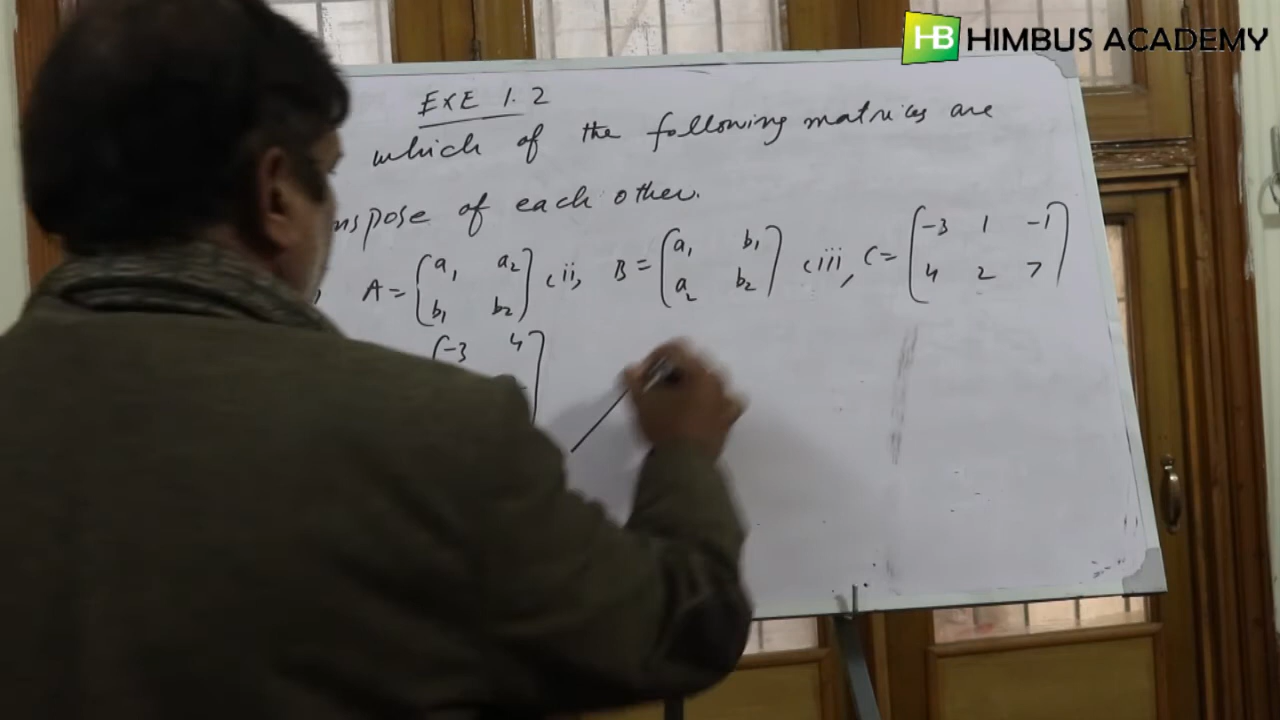 HB HIMBUS ACADEMY
EXE 1.2
which of the following matrices are
nspose of each other.
A = (a₁ a₂ (ii, B = (a₁ b₁ (iii, C = (-3 1 -1
b₁ b₂) a₂ b₂) 4 2 7)
-3 4